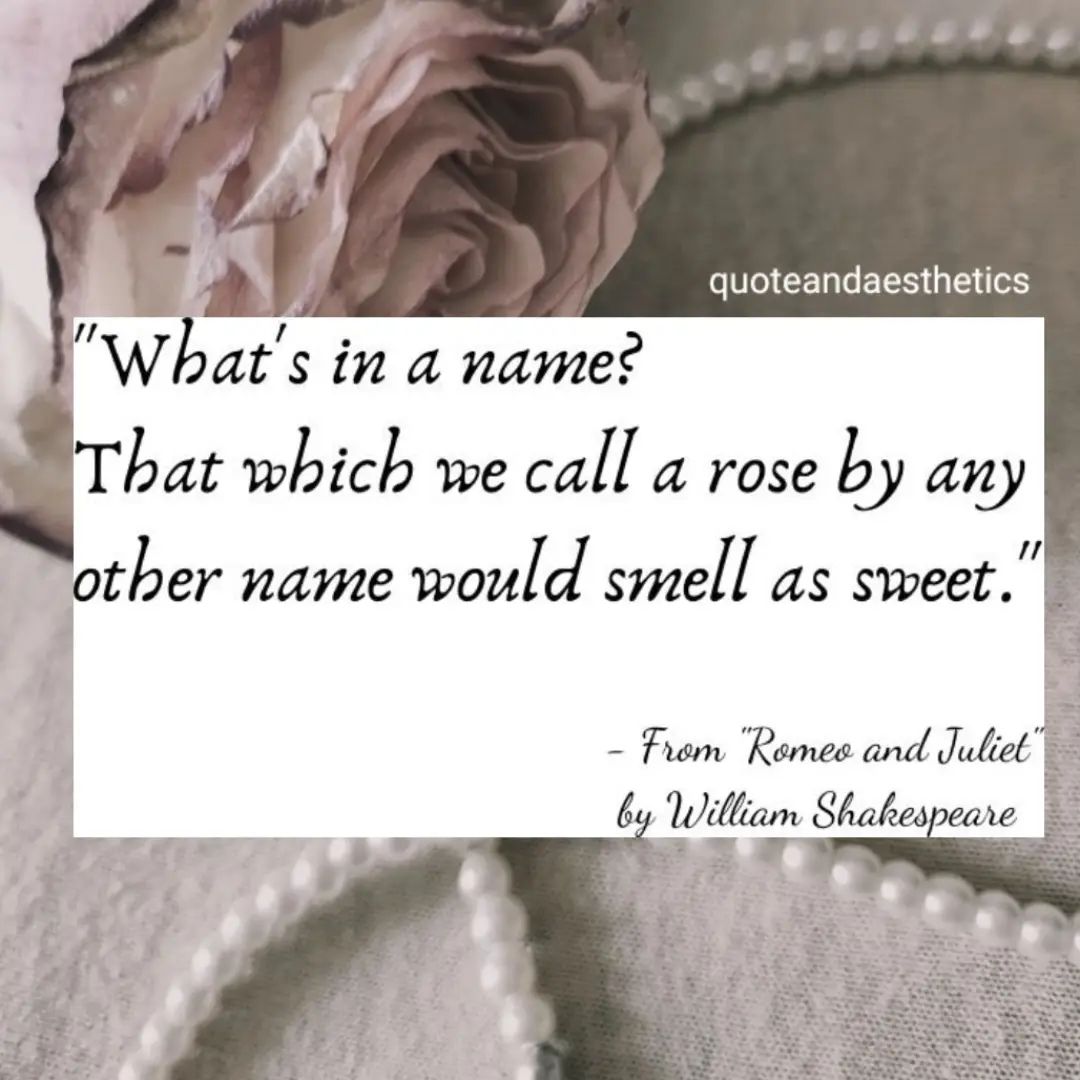 quoteandaesthetics
"What's in a name?
That which we call a rose by any
other name would smell as sweet."
- From "Romeo and Juliet"
by William Shakespeare